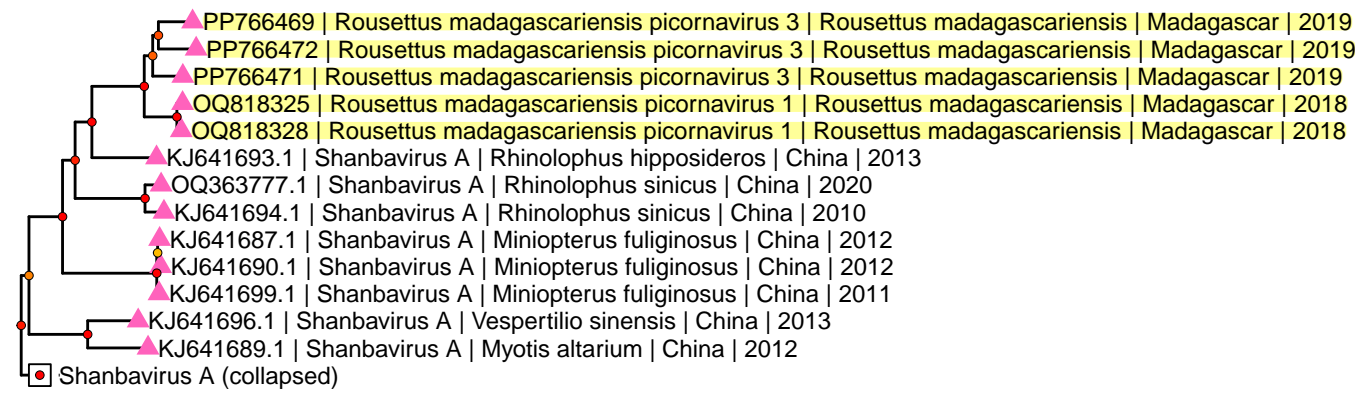 PP766469 | Rousettus madagascariensis picornavirus 3 | Rousettus madagascariensis | Madagascar | 2019
PP766472 | Rousettus madagascariensis picornavirus 3 | Rousettus madagascariensis | Madagascar | 2019
PP766471 | Rousettus madagascariensis picornavirus 3 | Rousettus madagascariensis | Madagascar | 2019
OQ818325 | Rousettus madagascariensis picornavirus 1 | Rousettus madagascariensis | Madagascar | 2018
OQ818328 | Rousettus madagascariensis picornavirus 1 | Rousettus madagascariensis | Madagascar | 2018
KJ641693.1 | Shanbavirus A | Rhinolophus hipposideros | China | 2013
OQ363777.1 | Shanbavirus A | Rhinolophus sinicus | China | 2020
KJ641694.1 | Shanbavirus A | Rhinolophus sinicus | China | 2010
KJ641687.1 | Shanbavirus A | Miniopterus fuliginosus | China | 2012
KJ641690.1 | Shanbavirus A | Miniopterus fuliginosus | China | 2012
KJ641699.1 | Shanbavirus A | Miniopterus fuliginosus | China | 2011
KJ641696.1 | Shanbavirus A | Vespertilio sinensis | China | 2013
KJ641689.1 | Shanbavirus A | Myotis altarium | China | 2012
Shanbavirus A (collapsed)